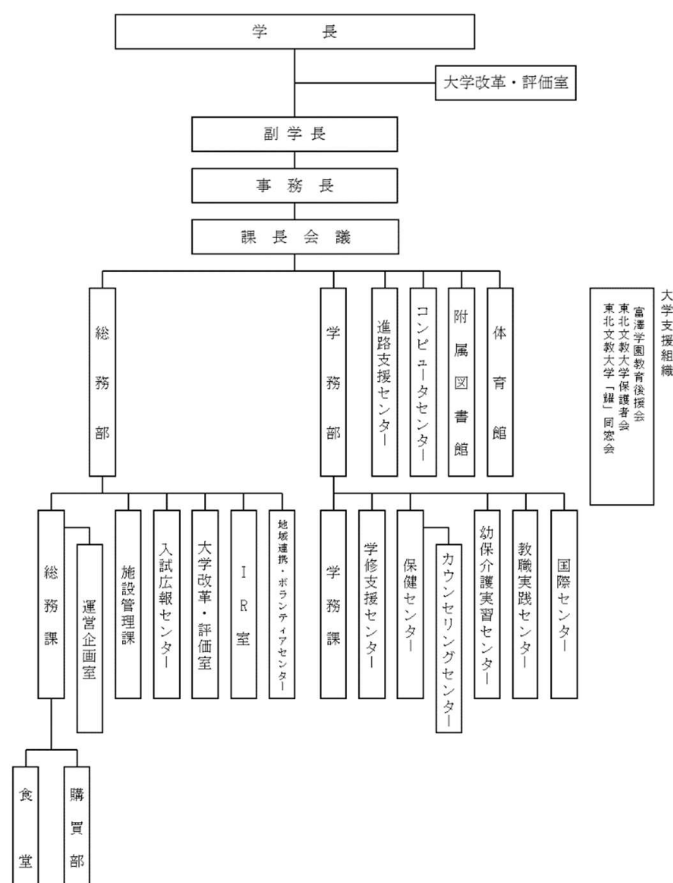 学長
大学改革・評価室
副学長
事務長
課長会議
総務部
学務部
進路支援センター
コンピュータセンター
附属図書館
体育館
大学支援組織
富澤学園教育後援会
東北文教大学保護者会
東北文教大学「耀」同窓会
総務課
運営企画室
施設管理課
入試広報センター
大学改革・評価室
IR室
地域連携・ボランティアセンター
学務課
学修支援センター
保健センター
カウンセリングセンター
幼保介護実習センター
教職実践センター
国際センター
食堂
購買部